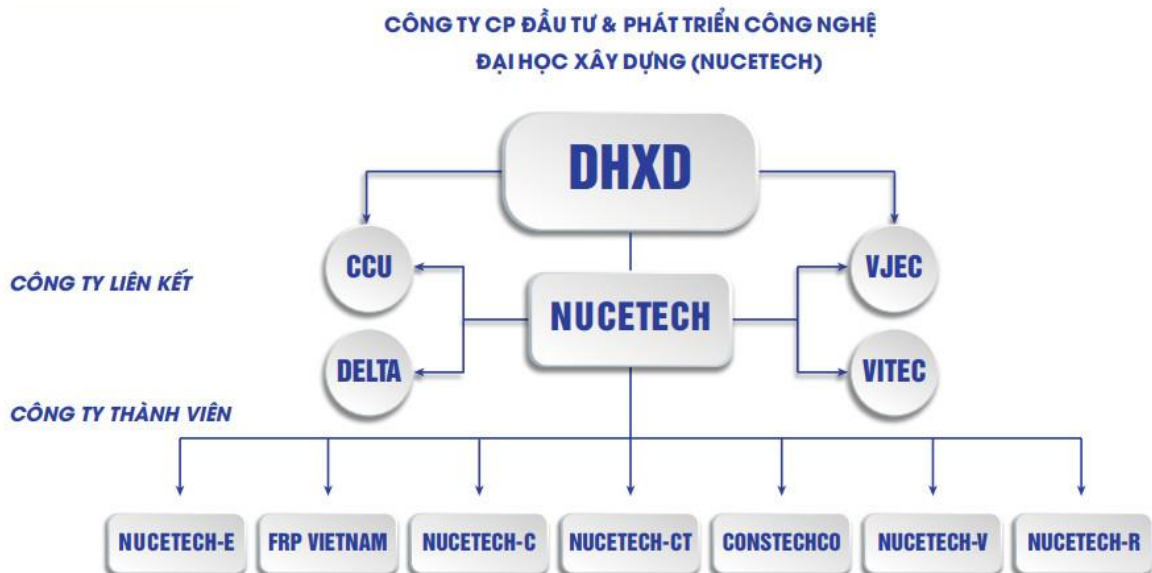 CÔNG TY CP ĐẦU TƯ & PHÁT TRIỂN CÔNG NGHỆ
ĐẠI HỌC XÂY DỰNG (NUCETECH)
DHXD
CCU
VJEC
CÔNG TY LIÊN KẾT
NUCETECH
DELTA
VITEC
CÔNG TY THÀNH VIÊN
NUCETECH-E
FRP VIETNAM
NUCETECH-C
NUCETECH-CT
CONSTECHCO
NUCETECH-V
NUCETECH-R